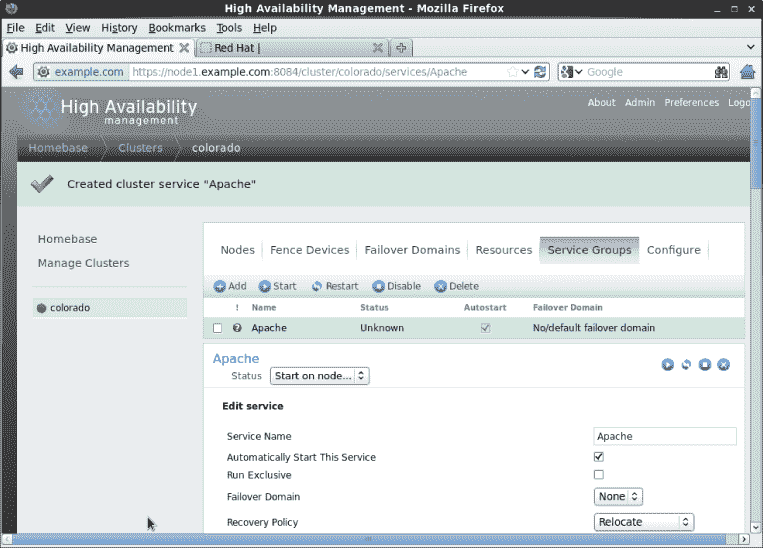 High Availability Management - Mozilla Firefox
File Edit View History Bookmarks Tools Help
High Availability Management Red Hat |
example.com https://node1.example.com:8084/cluster/colorado/services/Apache Google
High Availability
management
About Admin Preferences Logo
Homebase Clusters colorado
Created cluster service "Apache"
Homebase
Manage Clusters
colorado
Nodes Fence Devices Failover Domains Resources Service Groups Configure
Add Start Restart Disable Delete
! Name Status Autostart Failover Domain
Apache Unknown No/default failover domain
Apache
Status Start on node...
Edit service
Service Name Apache
Automatically Start This Service
Run Exclusive
Failover Domain None
Recovery Policy Relocate